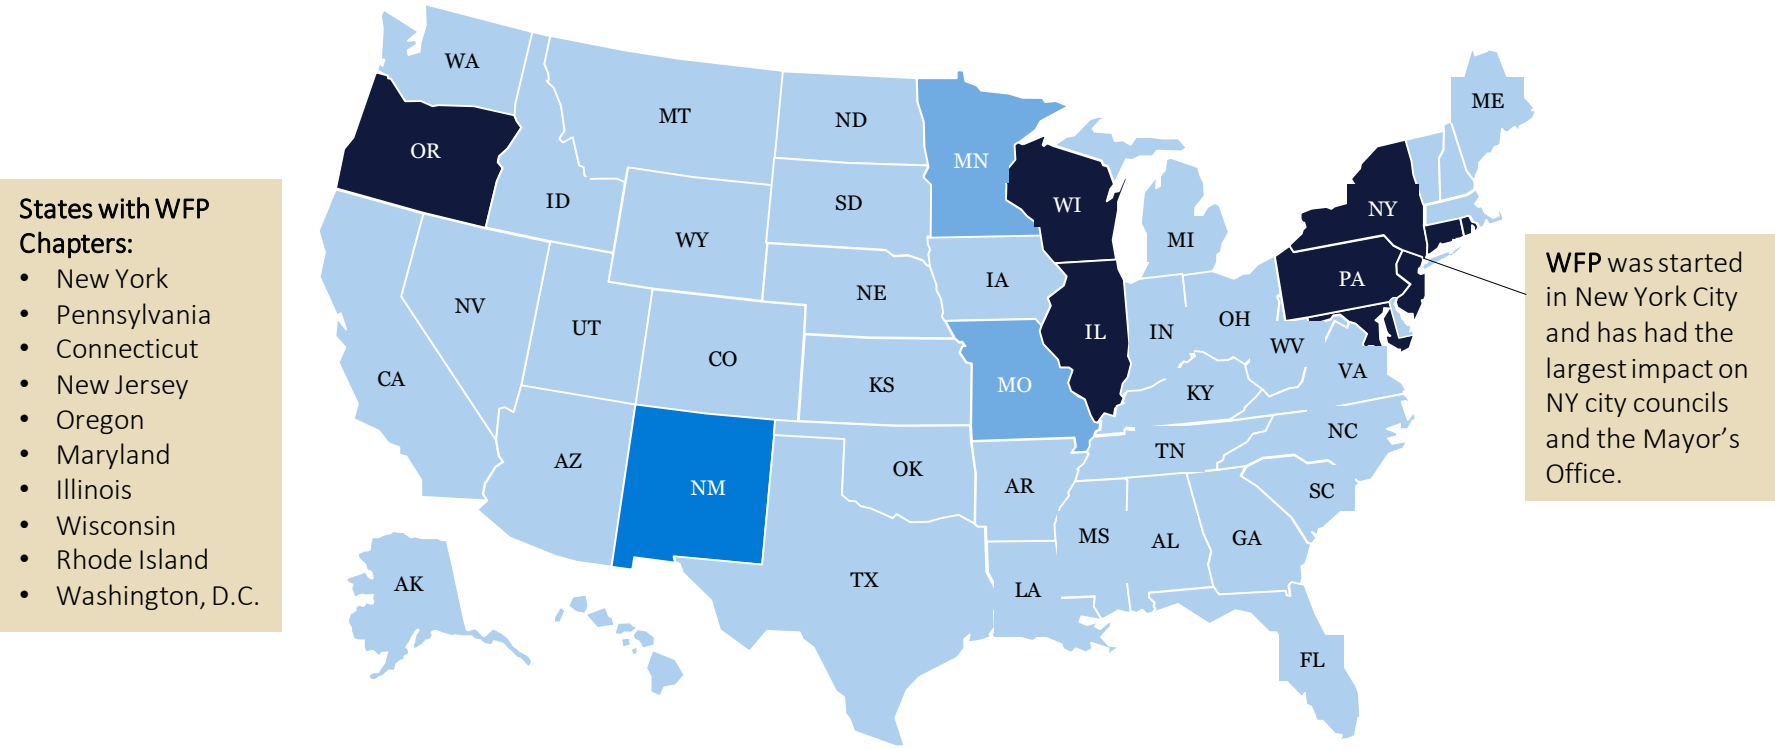 States with WFP
Chapters:
• New York
• Pennsylvania
• Connecticut
• New Jersey
• Oregon
• Maryland
• Illinois
• Wisconsin
• Rhode Island
• Washington, D.C.
WA
OR
MT
ID
WY
ND
SD
MN
WI
MI
ME
NY
PA
NV
UT
CO
NE
IA
IL
IN
OH
WV
VA
CA
KS
MO
KY
AZ
NM
OK
AR
TN
NC
SC
MS
AL
GA
TX
LA
FL
AK
WFP was started
in New York City
and has had the
largest impact on
NY city councils
and the Mayor’s
Office.